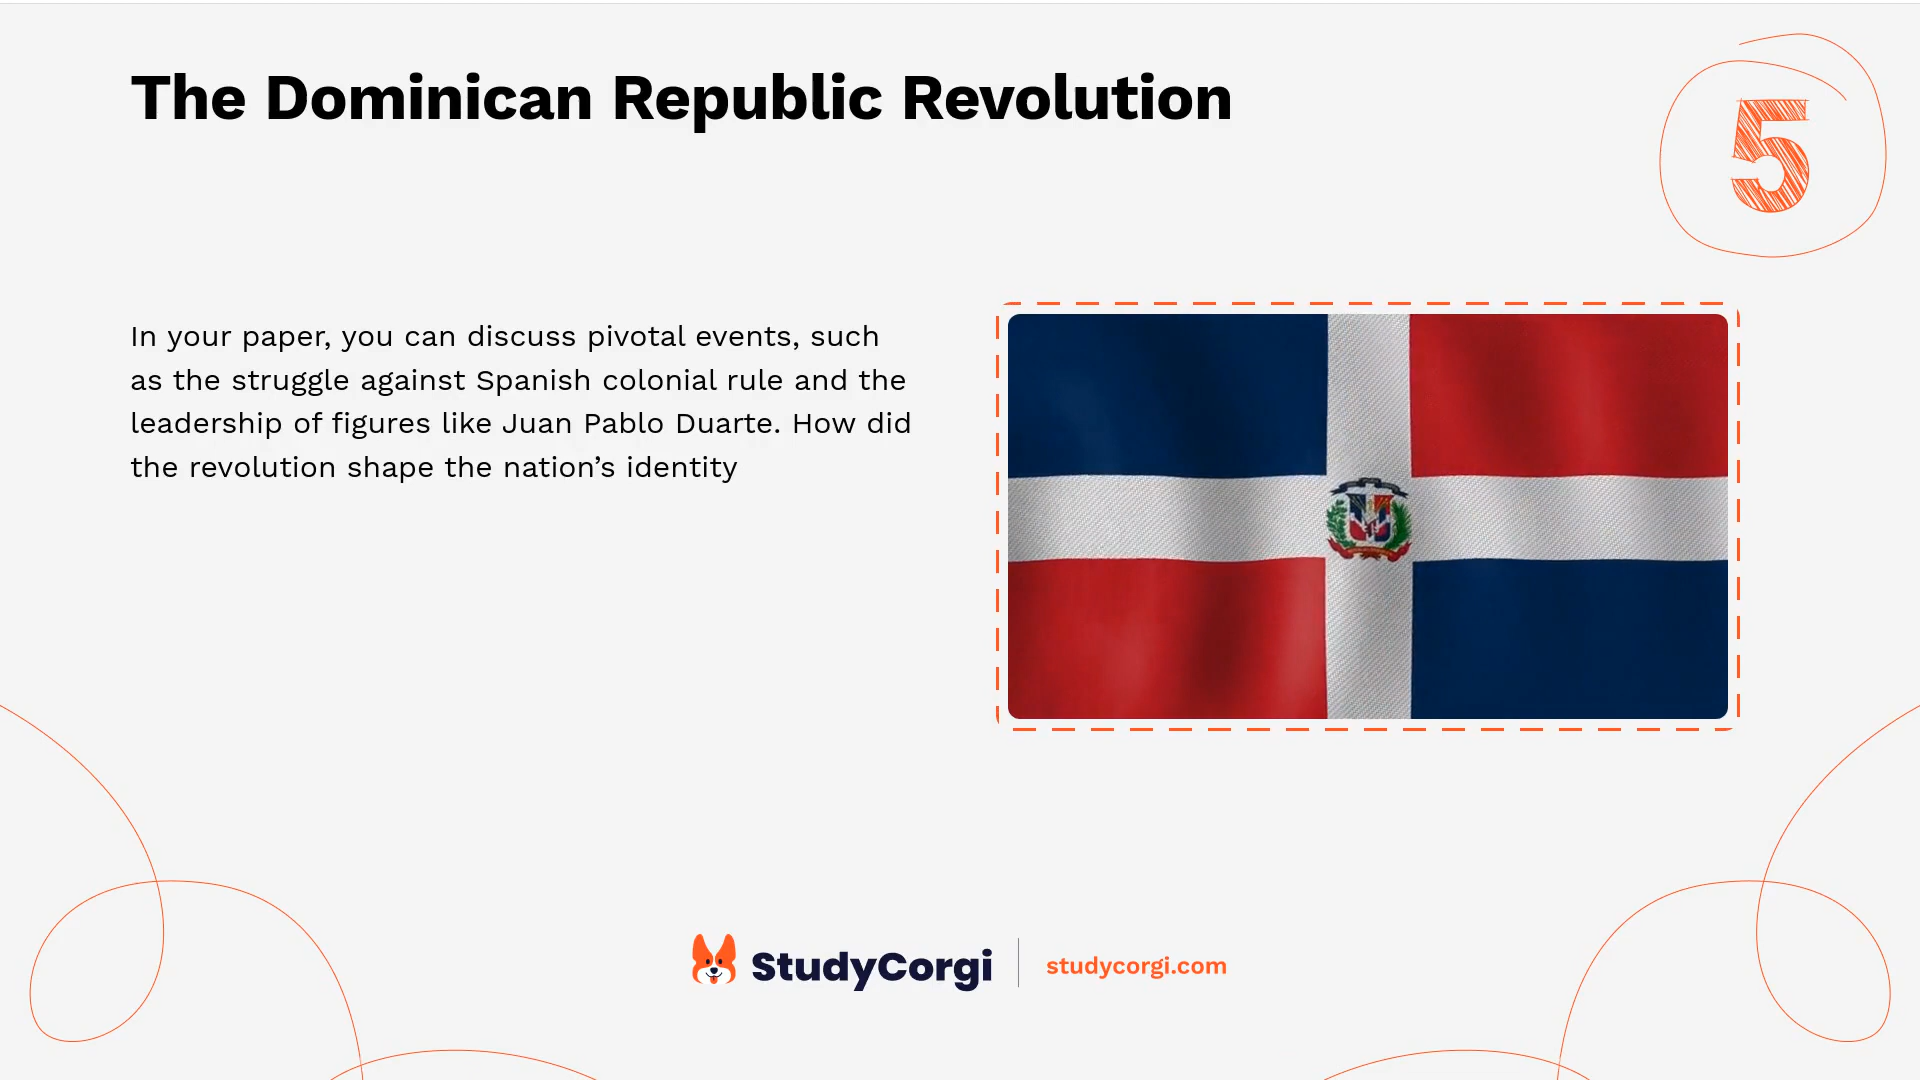 The Dominican Republic Revolution
5
In your paper, you can discuss pivotal events, such
as the struggle against Spanish colonial rule and the
leadership of figures like Juan Pablo Duarte. How did
the revolution shape the nation’s identity
StudyCorgi
studycorgi.com